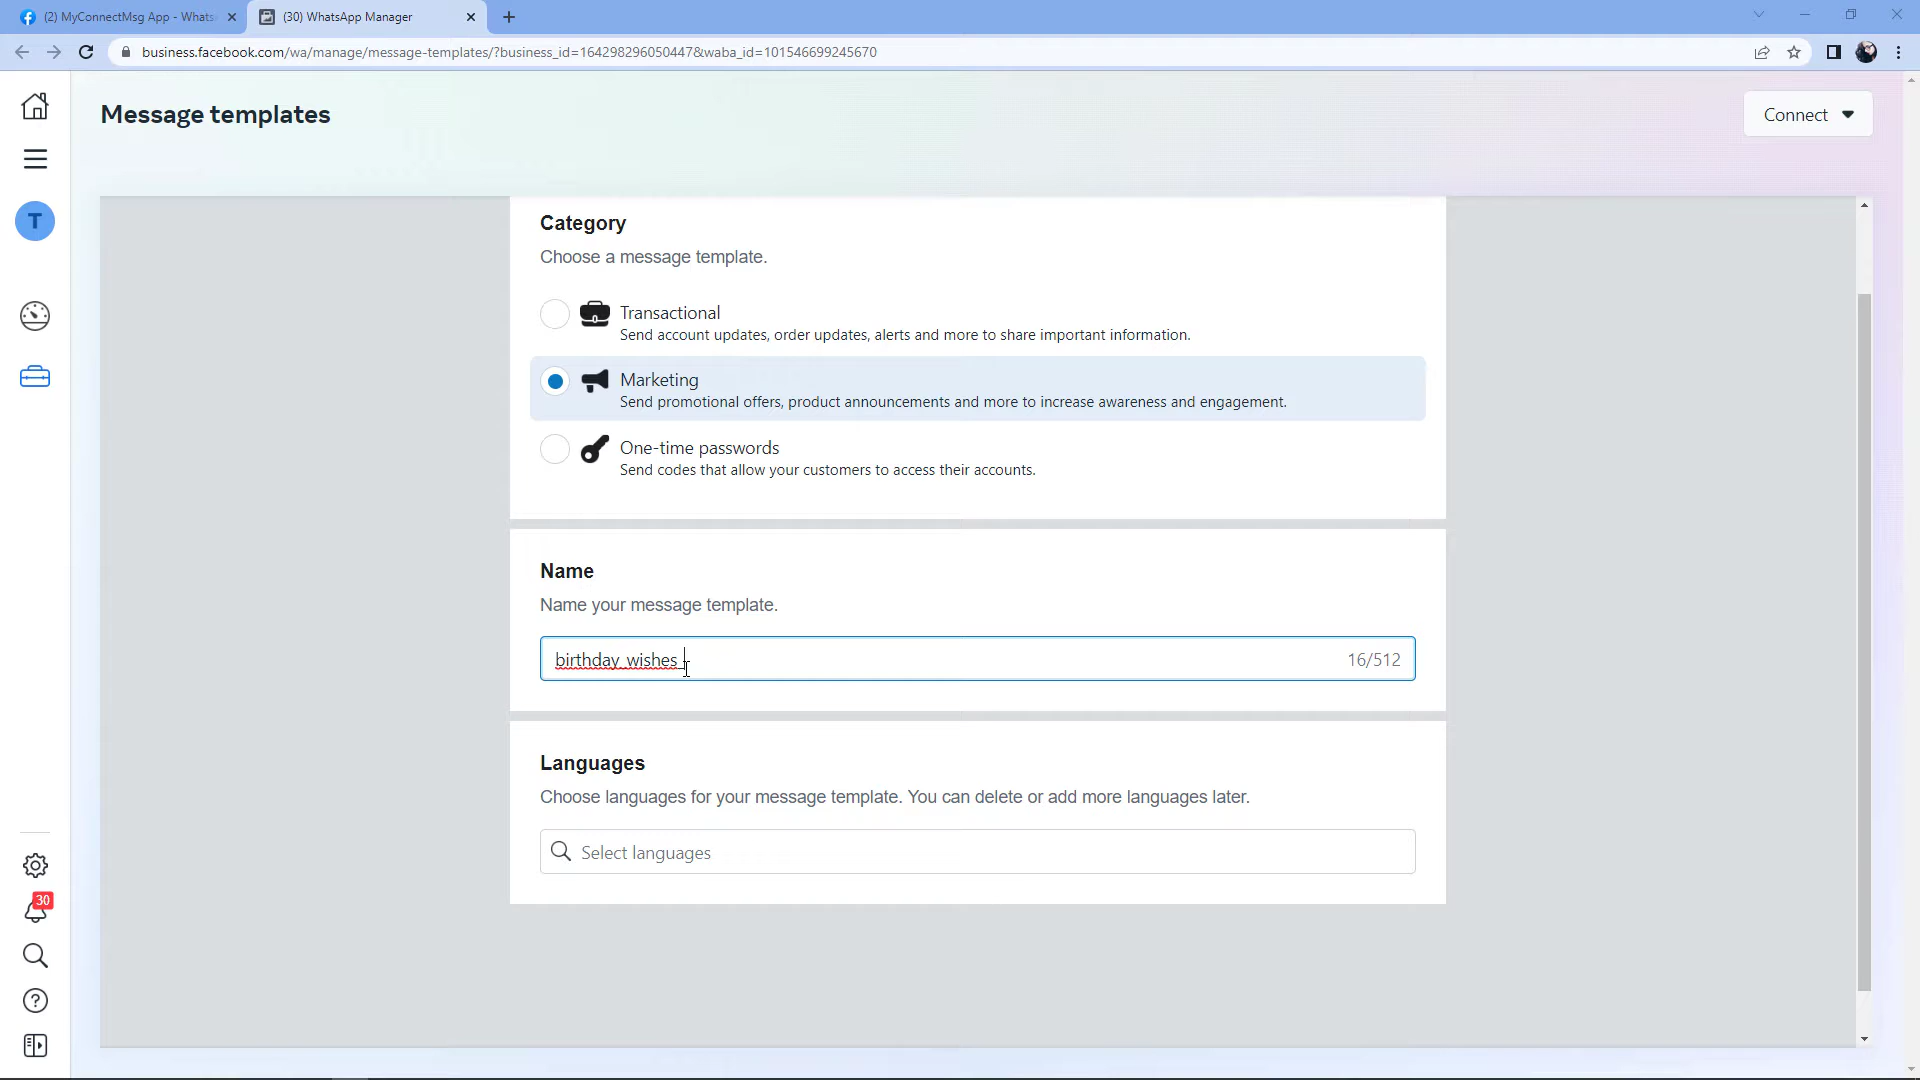 (2) MyConnectMsg App - Whats
(30) WhatsApp Manager
business.facebook.com/wa/manage/message-templates/?business_id=164298296050447&waba_id=101546699245670
Message templates
Connect
T
Category
Choose a message template.
Transactional
Send account updates, order updates, alerts and more to share important information.
Marketing
Send promotional offers, product announcements and more to increase awareness and engagement.
One-time passwords
Send codes that allow your customers to access their accounts.
Name
Name your message template.
birthday_wishes_
16/512
Languages
Choose languages for your message template. You can delete or add more languages later.
Select languages
30